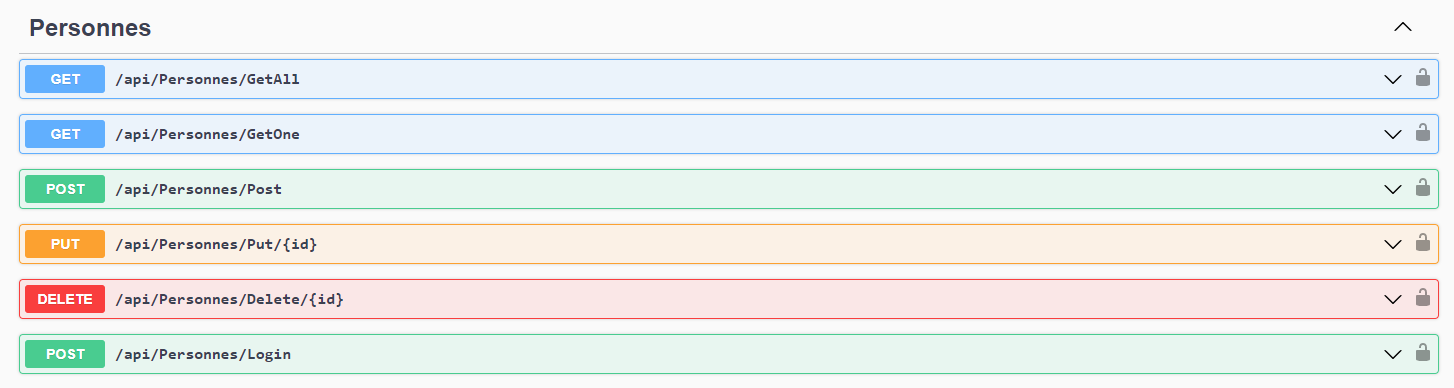 Personnes
GET /api/Personnes/GetAll
GET /api/Personnes/GetOne
POST /api/Personnes/Post
PUT /api/Personnes/Put/{id}
DELETE /api/Personnes/Delete/{id}
POST /api/Personnes/Login